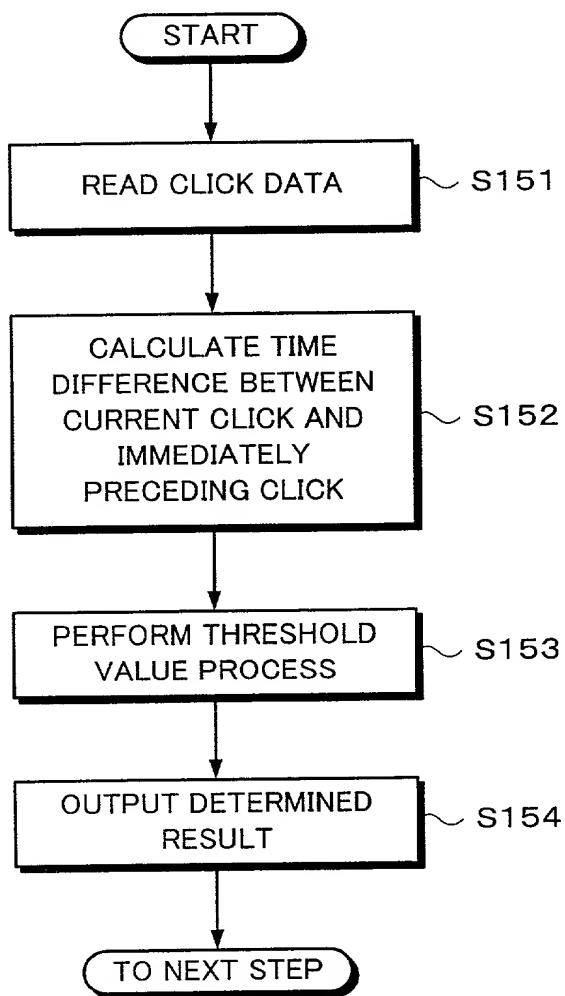 START
READ CLICK DATA
S151
CALCULATE TIME
DIFFERENCE BETWEEN
CURRENT CLICK AND
IMMEDIATELY
PRECEDING CLICK
S152
PERFORM THRESHOLD
VALUE PROCESS
S153
OUTPUT DETERMINED
RESULT
S154
TO NEXT STEP